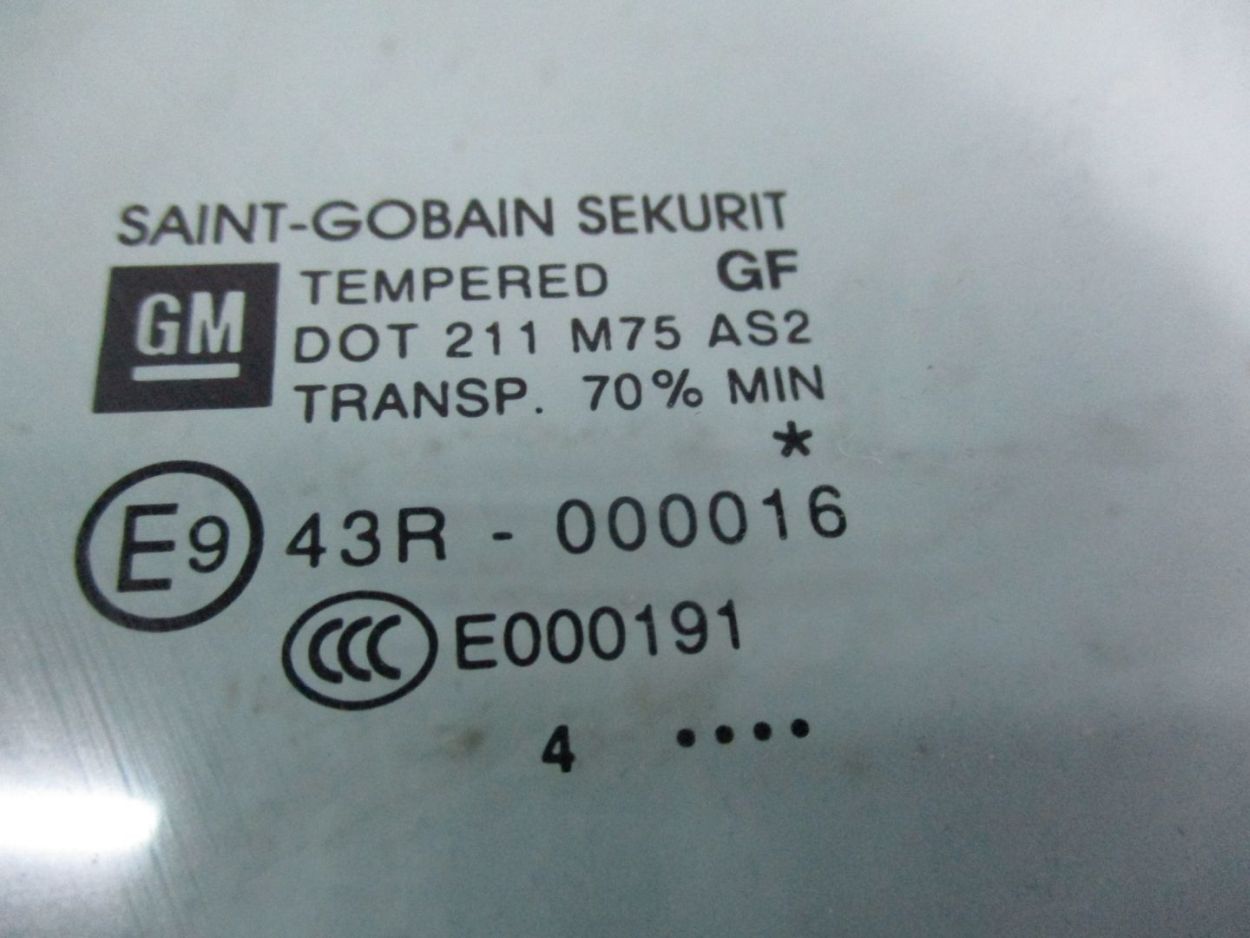 SAINT-GOBAIN SEKURIT
GM
TEMPERED GF
DOT 211 M75 AS2
TRANSP. 70% MIN
*
E9 43R - 000016
CCC E000191
4 ••••